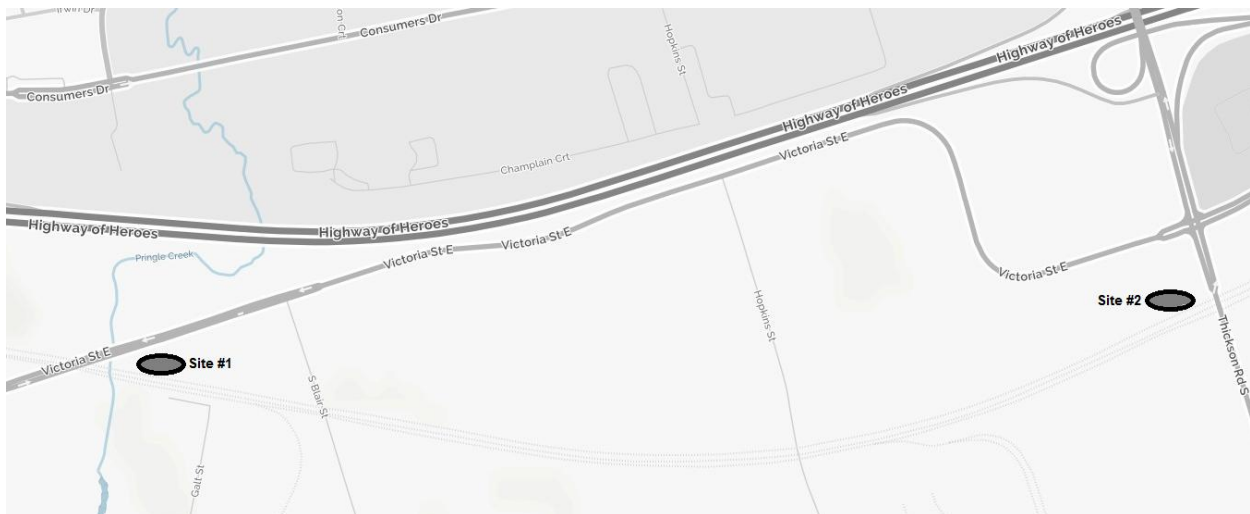 Irwin Dr
on Crt
Consumers Dr
Hopkins St
Highway of Heroes
Consumers Dr
Highway of Heroes
Champlain Crt
Victoria St E
Highway of Heroes
Highway of Heroes
Victoria St E
Victoria St E
Pringle Creek
Victoria St E
Hopkins St
Site #2
Thickson Rd S
Victoria St E
Site #1
S Blair St
Galt St